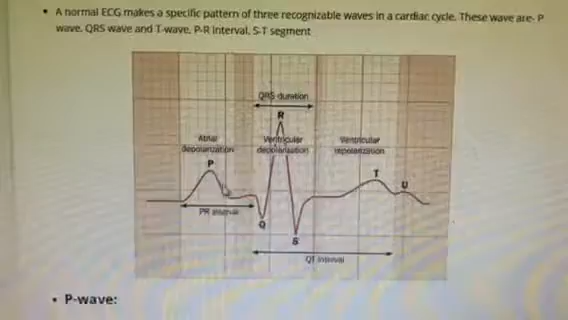 • A normal ECG makes a specific pattern of three recognizable waves in a cardiac cycle. These wave are- P
wave. QRS wave and T-wave. P-R Interval. S-T segment
QRS duration
R
Atrial
depolarization
Ventricular
depolarization
Ventricular
repolarization
P
T
U
PR interval
Q
S
QT interval
• P-wave: